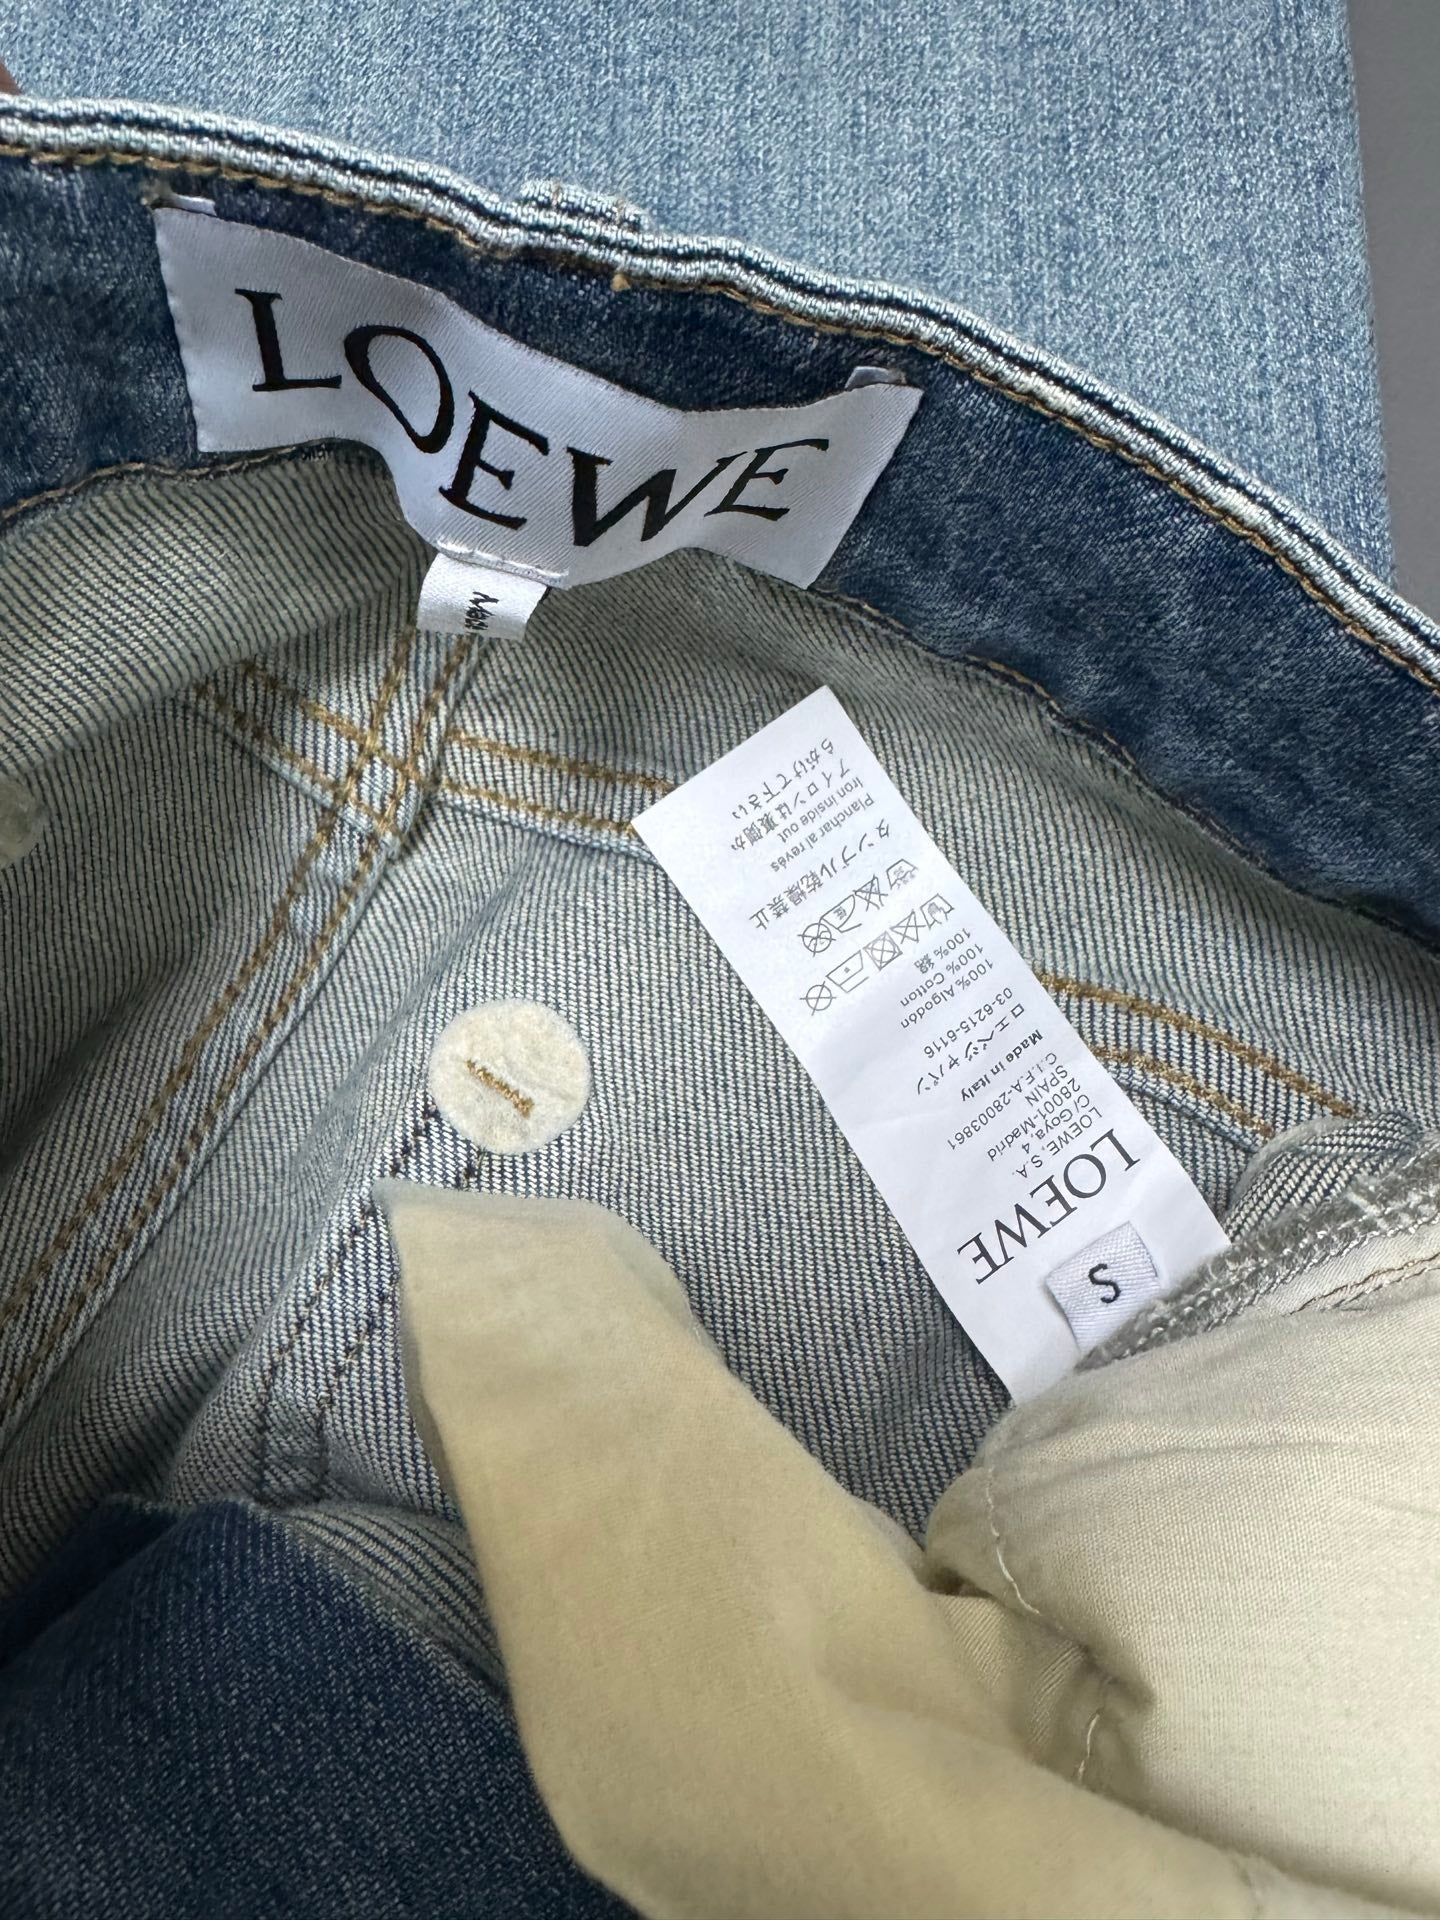 LOEWE
Made
S
LOEWE
LOEWE, S.A.
C/ Goya, 4
28001-Madrid
SPAIN
C.I.F.A-28003861
Made in Italy
ロエベジャパン
03-6215-6116
100% Algodón
100% Cotton
100% 綿
タンブル乾燥禁止
Planchar al revés
Iron inside out
アイロンは裏側か
らがけて下さい